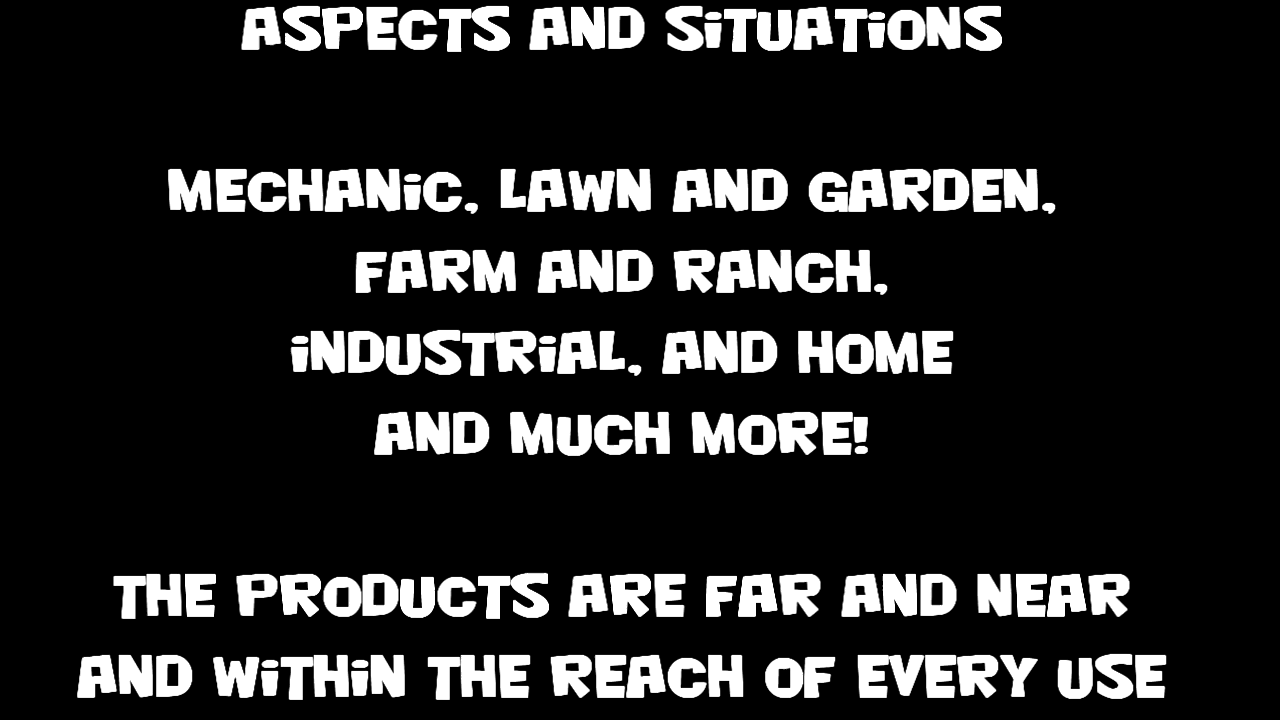 ASPECTS AND SiTUATiONS
MECHANiC, LAWN AND GARDEN,
FARM AND RANCH,
iNDUSTRiAL, AND HOME
AND MUCH MORE!
THE PRODUCTS ARE FAR AND NEAR
AND WiTHiN THE REACH OF EVERY USE